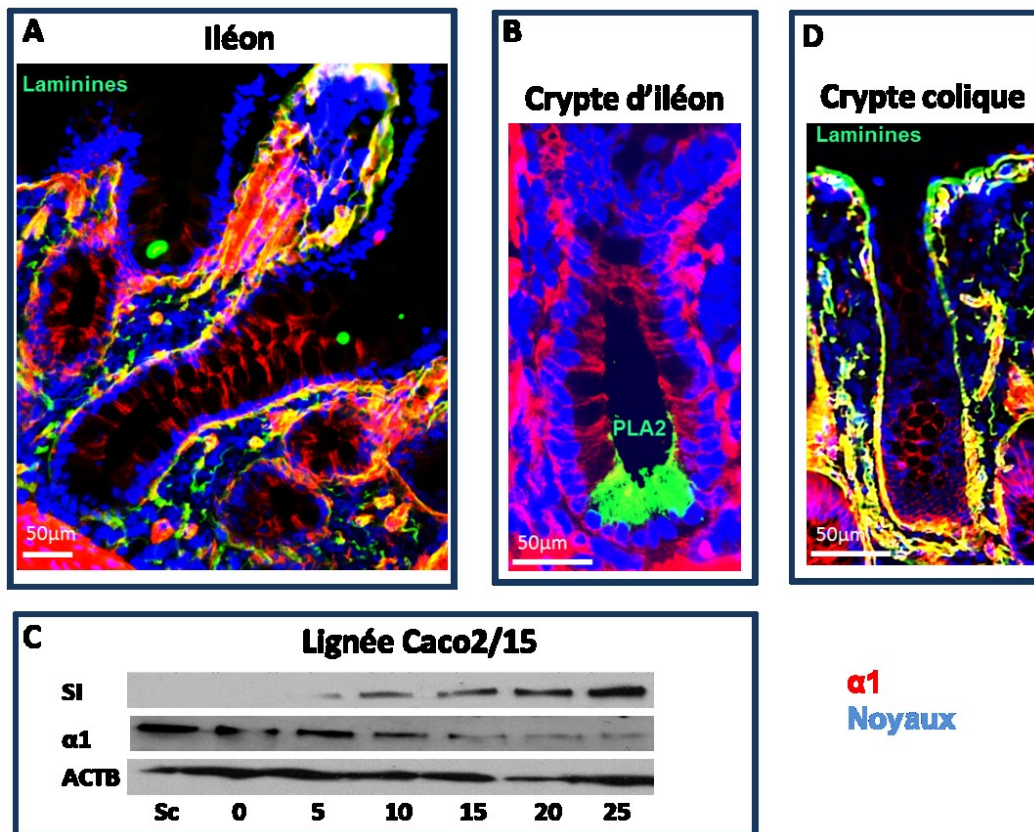 A
Iléon
Laminines
50µm
B
Crypte d'iléon
PLA2
50µm
D
Crypte colique
Laminines
50µm
C
Lignée Caco2/15
SI
α1
ACTB
Sc 0 5 10 15 20 25
α1
Noyaux